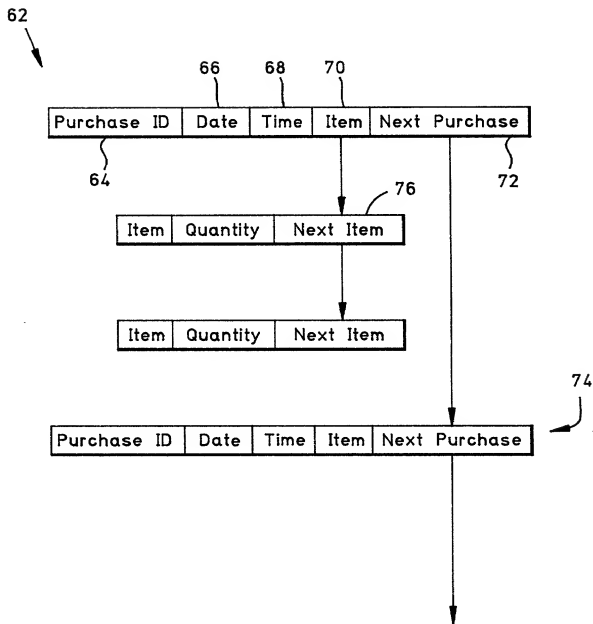 62
66 68 70
Purchase ID Date Time Item Next Purchase
64 72
76
Item Quantity Next Item
Item Quantity Next Item
74
Purchase ID Date Time Item Next Purchase